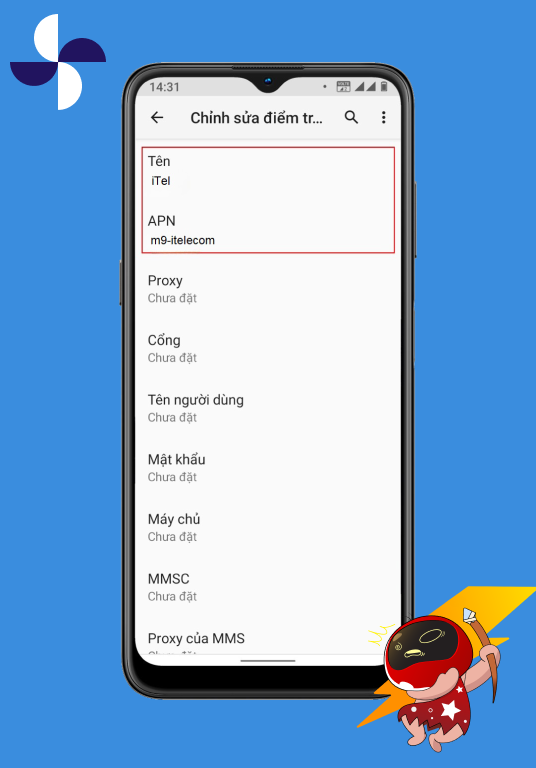 14:31
Chỉnh sửa điểm tr...
Tên
iTel
APN
m9-itelecom
Proxy
Chưa đặt
Cổng
Chưa đặt
Tên người dùng
Chưa đặt
Mật khẩu
Chưa đặt
Máy chủ
Chưa đặt
MMSC
Chưa đặt
Proxy của MMS